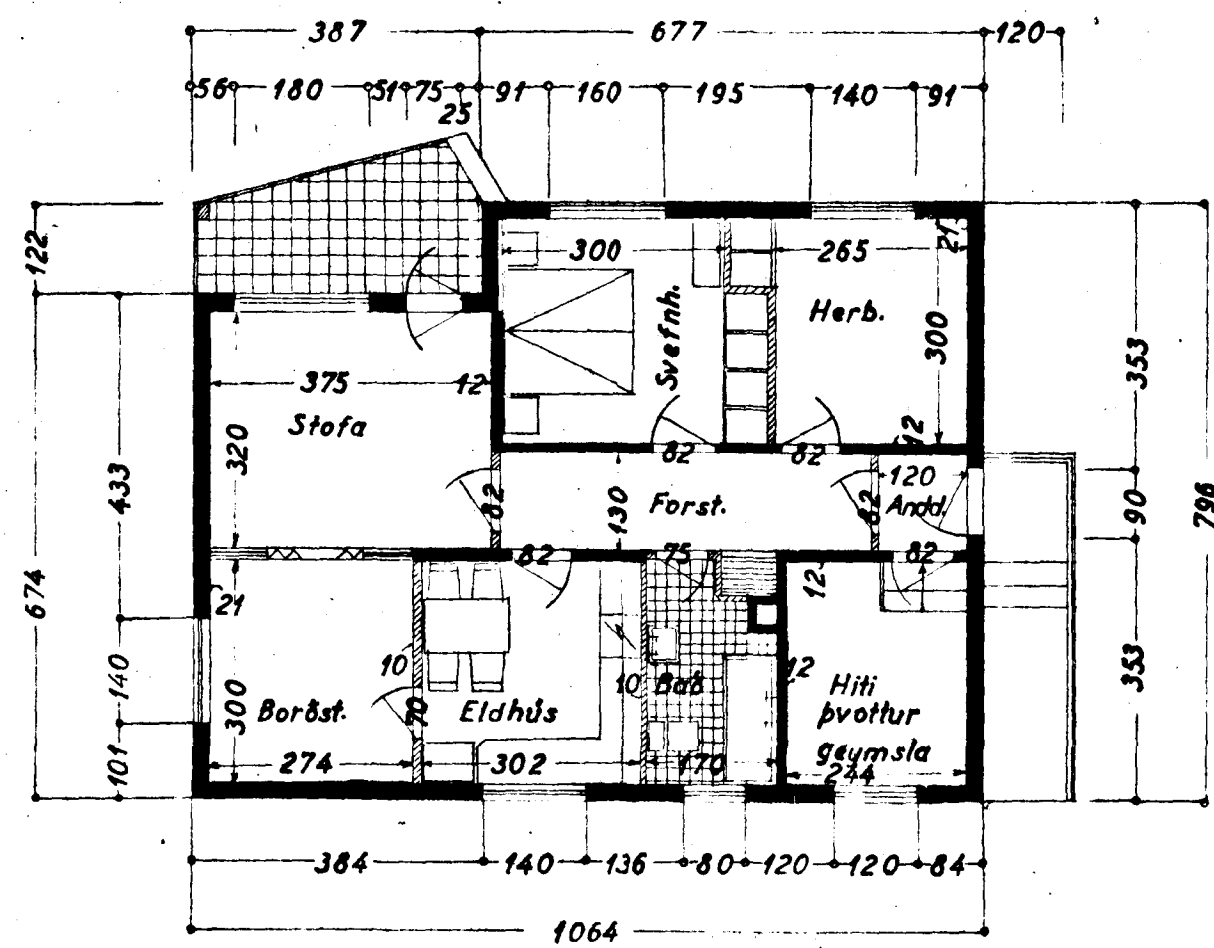 387 677 120
56 180 51 75 91 160 195 140 91
25
122
300 265 21
Svefnh. Herb.
300
353
375 12
Stofa
320
12
82 82
433
82 Forst. 82 120
Andd.
130
90
796
82 75 82
674
21
12
140
10
10 Bað
12
353
300
Borðst. 70 Eldhús
Hiti
þvottur
geymsla
101
274 302 170 244
384 140 136 80 120 120 84
1064